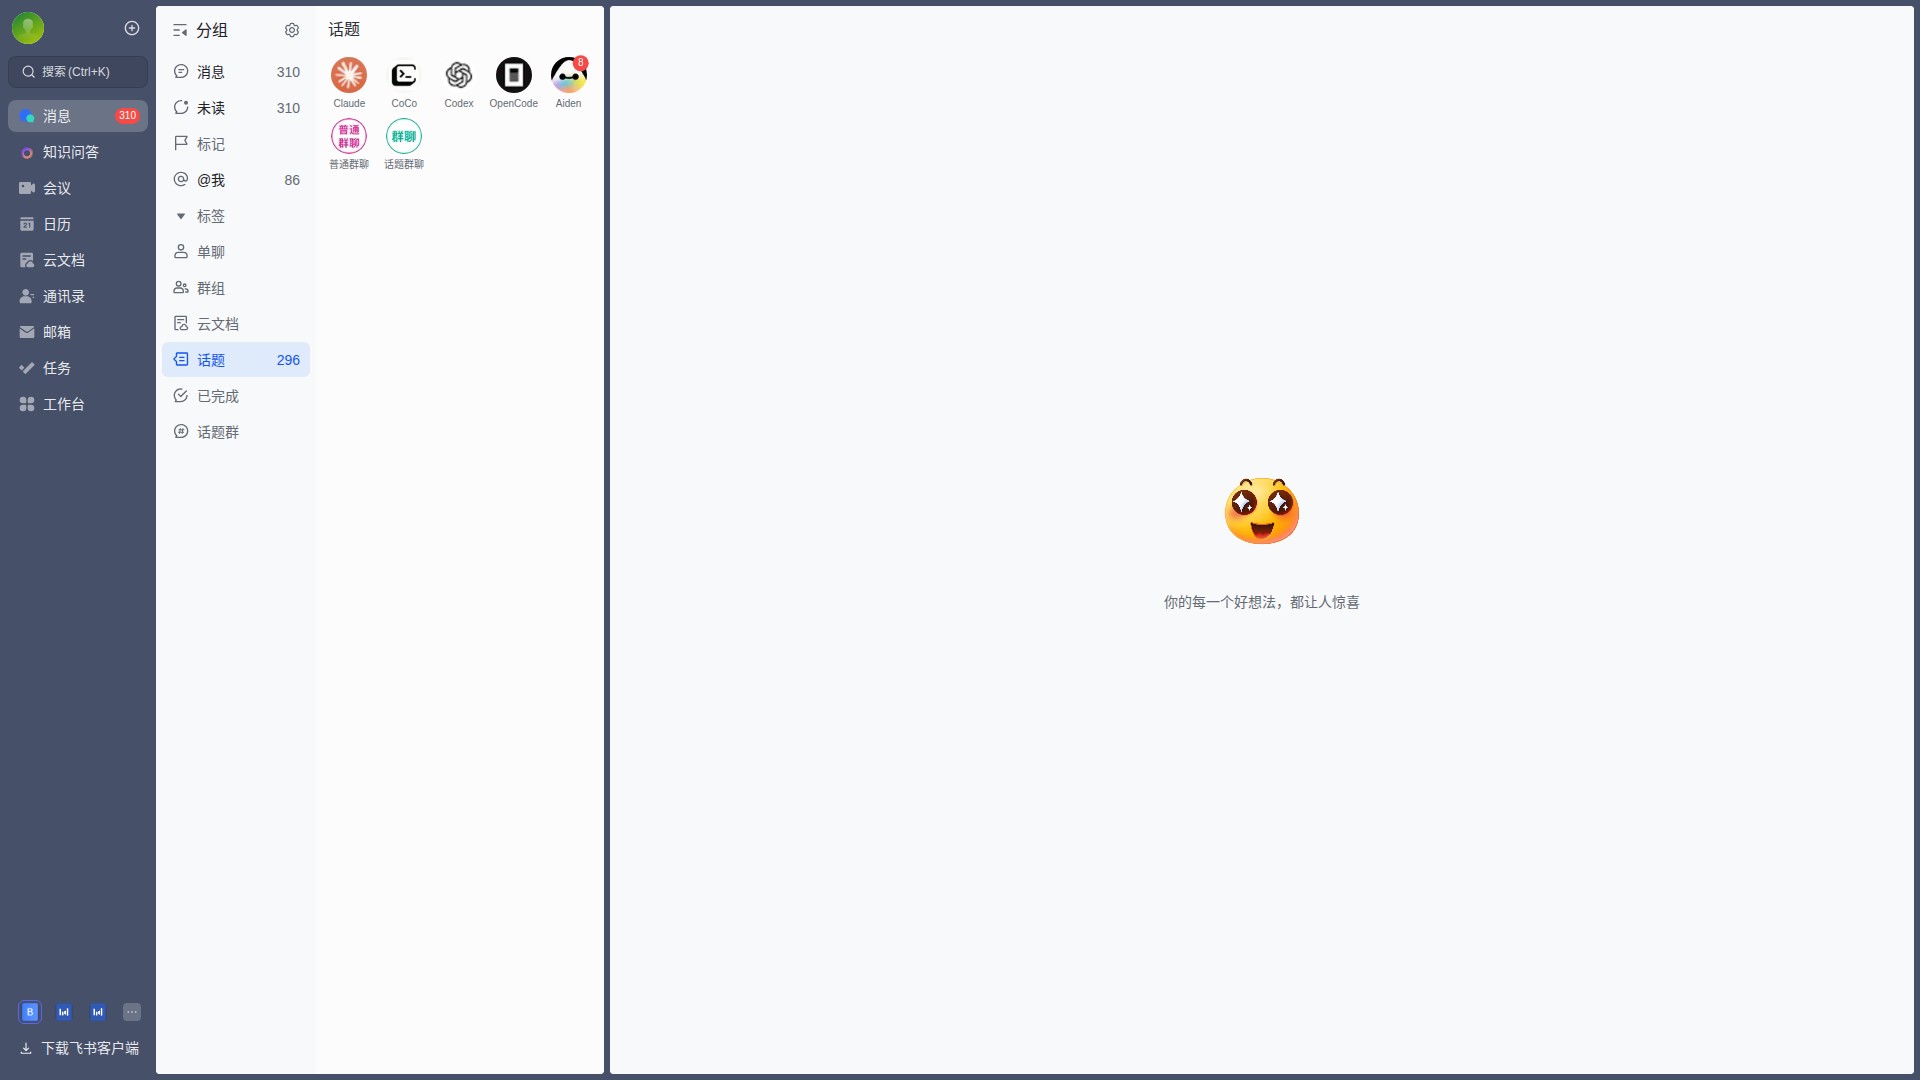 搜索 (Ctrl+K)
消息 310
知识问答
会议
日历
云文档
通讯录
邮箱
任务
工作台
B
下载飞书客户端
分组
消息 310
未读 310
标记
@我 86
标签
单聊
群组
云文档
话题 296
已完成
话题群
话题
8
Claude CoCo Codex OpenCode Aiden
普通
群聊
群聊
普通群聊 话题群聊
你的每一个好想法，都让人惊喜